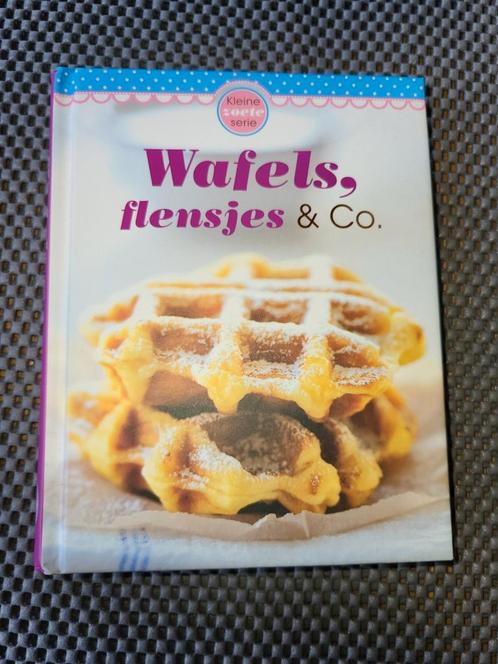 Kleine
zoete
serie
Wafels,
flensjes & Co.